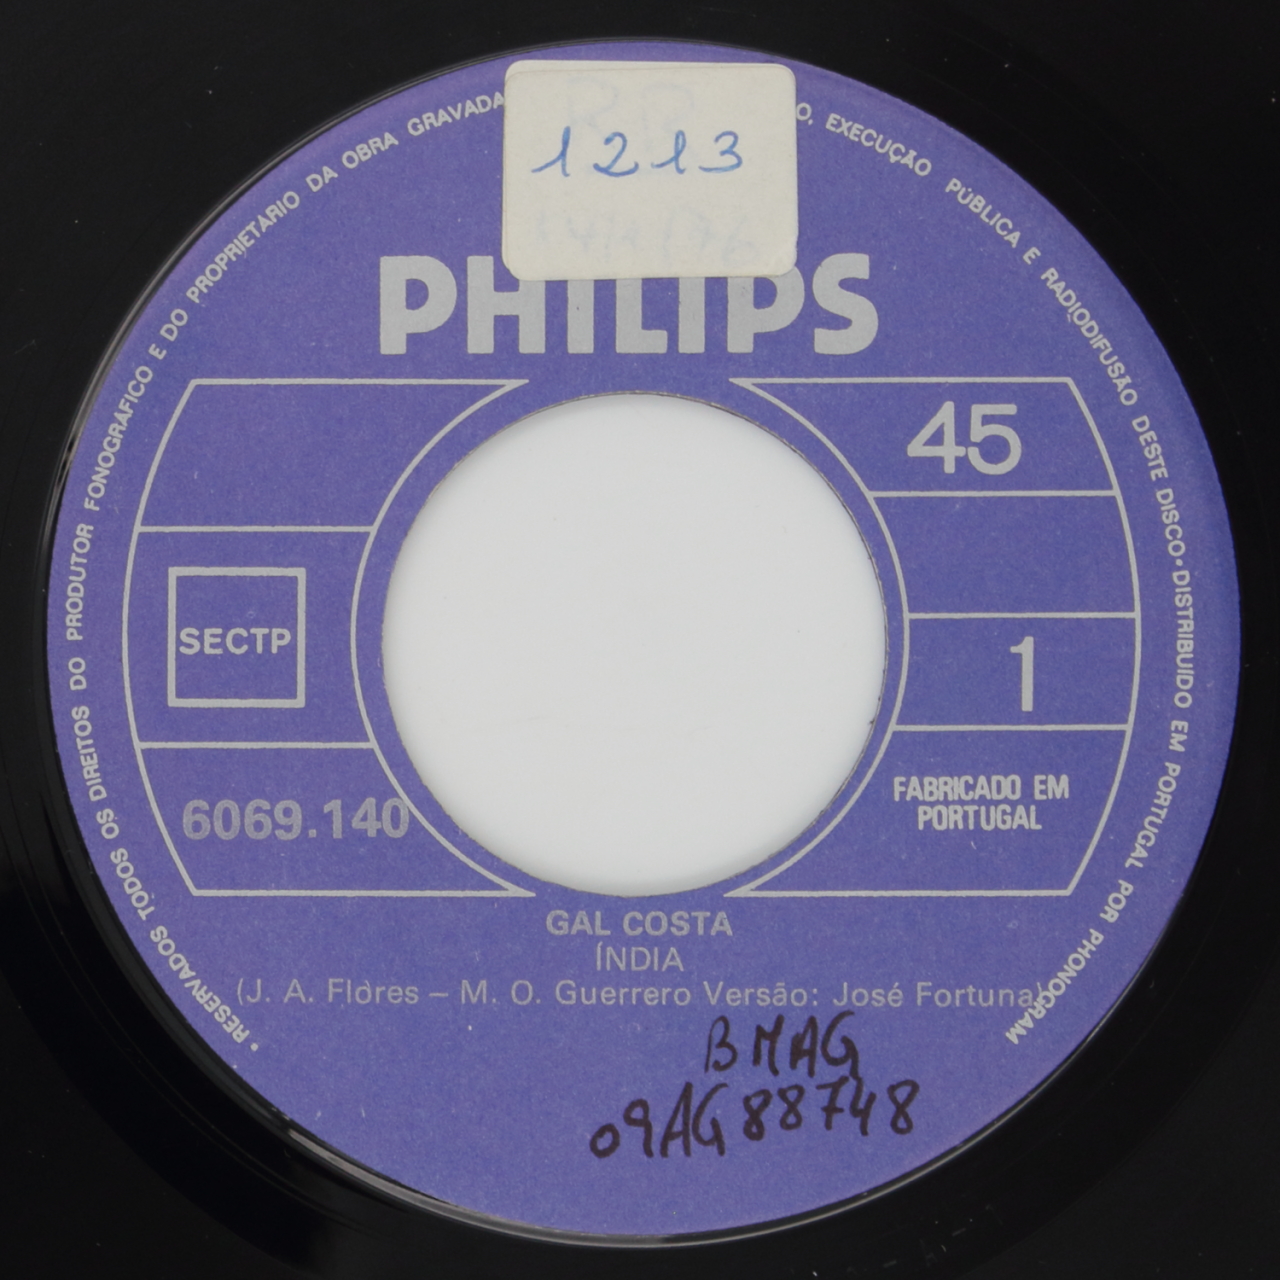 • RESERVADOS TODOS OS DIREITOS DO PRODUTOR FONOGRÁFICO E DO PROPRIETARIO DA OBRA GRAVADA
O. EXECUÇÃO PÚBLICA E RADIODIFUSÃO DESTE DISCO • DISTRIBUIDO EM PORTUGAL POR PHONOGRAM
1213
PHILIPS
45
SECTP
1
6069.140
FABRICADO EM
PORTUGAL
GAL COSTA
ÍNDIA
(J. A. Flores – M. O. Guerrero Versão: José Fortuna)
BMAG
09AG88748